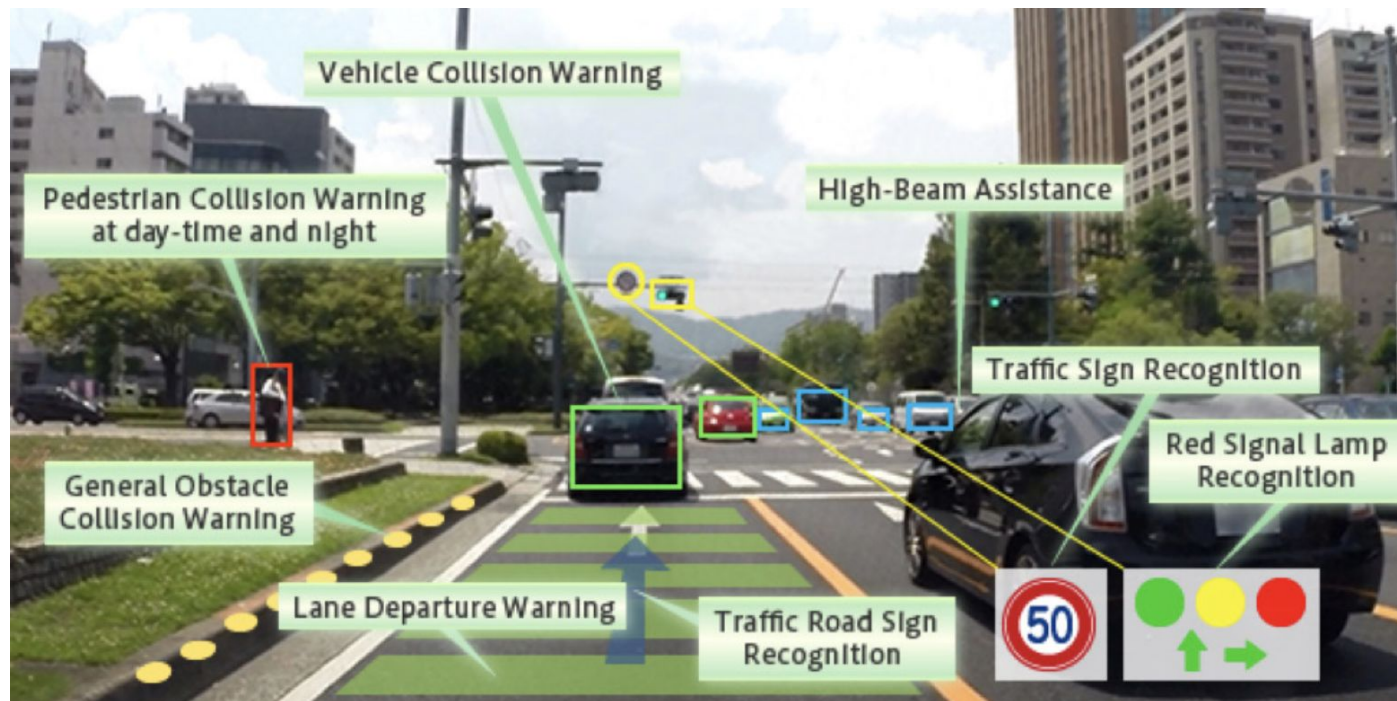 Vehicle Collision Warning
Pedestrian Collision Warning
at day-time and night
High-Beam Assistance
Traffic Sign Recognition
Red Signal Lamp
Recognition
General Obstacle
Collision Warning
Lane Departure Warning
Traffic Road Sign
Recognition
50